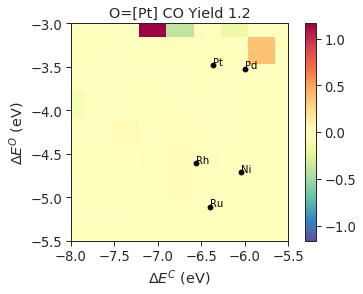 O=[Pt] CO Yield 1.2
−3.0
−3.5
−4.0
−4.5
−5.0
−5.5
ΔE^O (eV)
Pt
Pd
Rh
Ni
Ru
−8.0 −7.5 −7.0 −6.5 −6.0 −5.5
ΔE^C (eV)
1.0
0.5
0.0
−0.5
−1.0